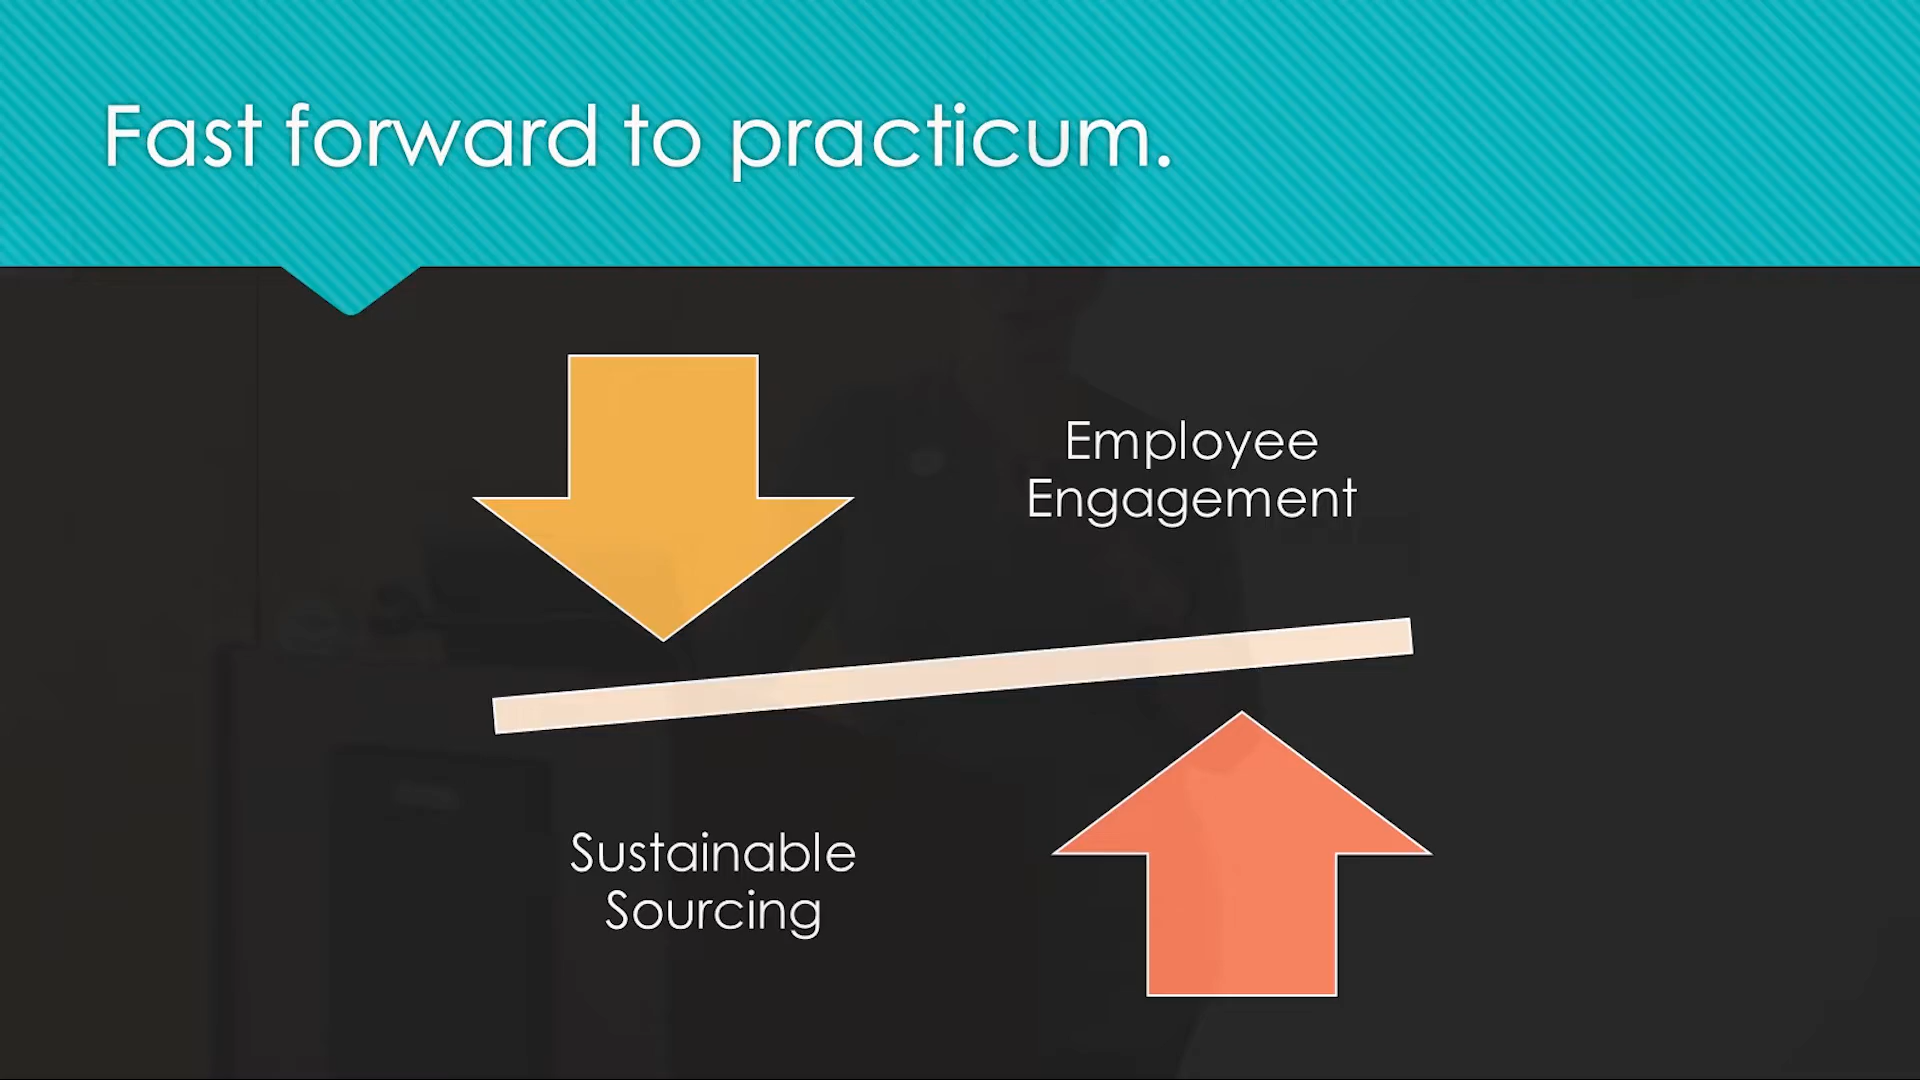 Fast forward to practicum.
Employee
Engagement
Sustainable
Sourcing